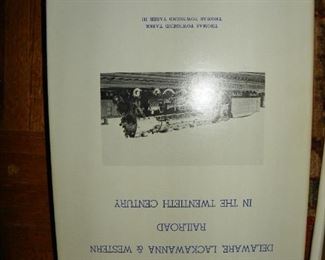 DELAWARE, LACKAWANNA & WESTERN
RAILROAD
IN THE TWENTIETH CENTURY
THOMAS TOWNSEND TABER
THOMAS TOWNSEND TABER III